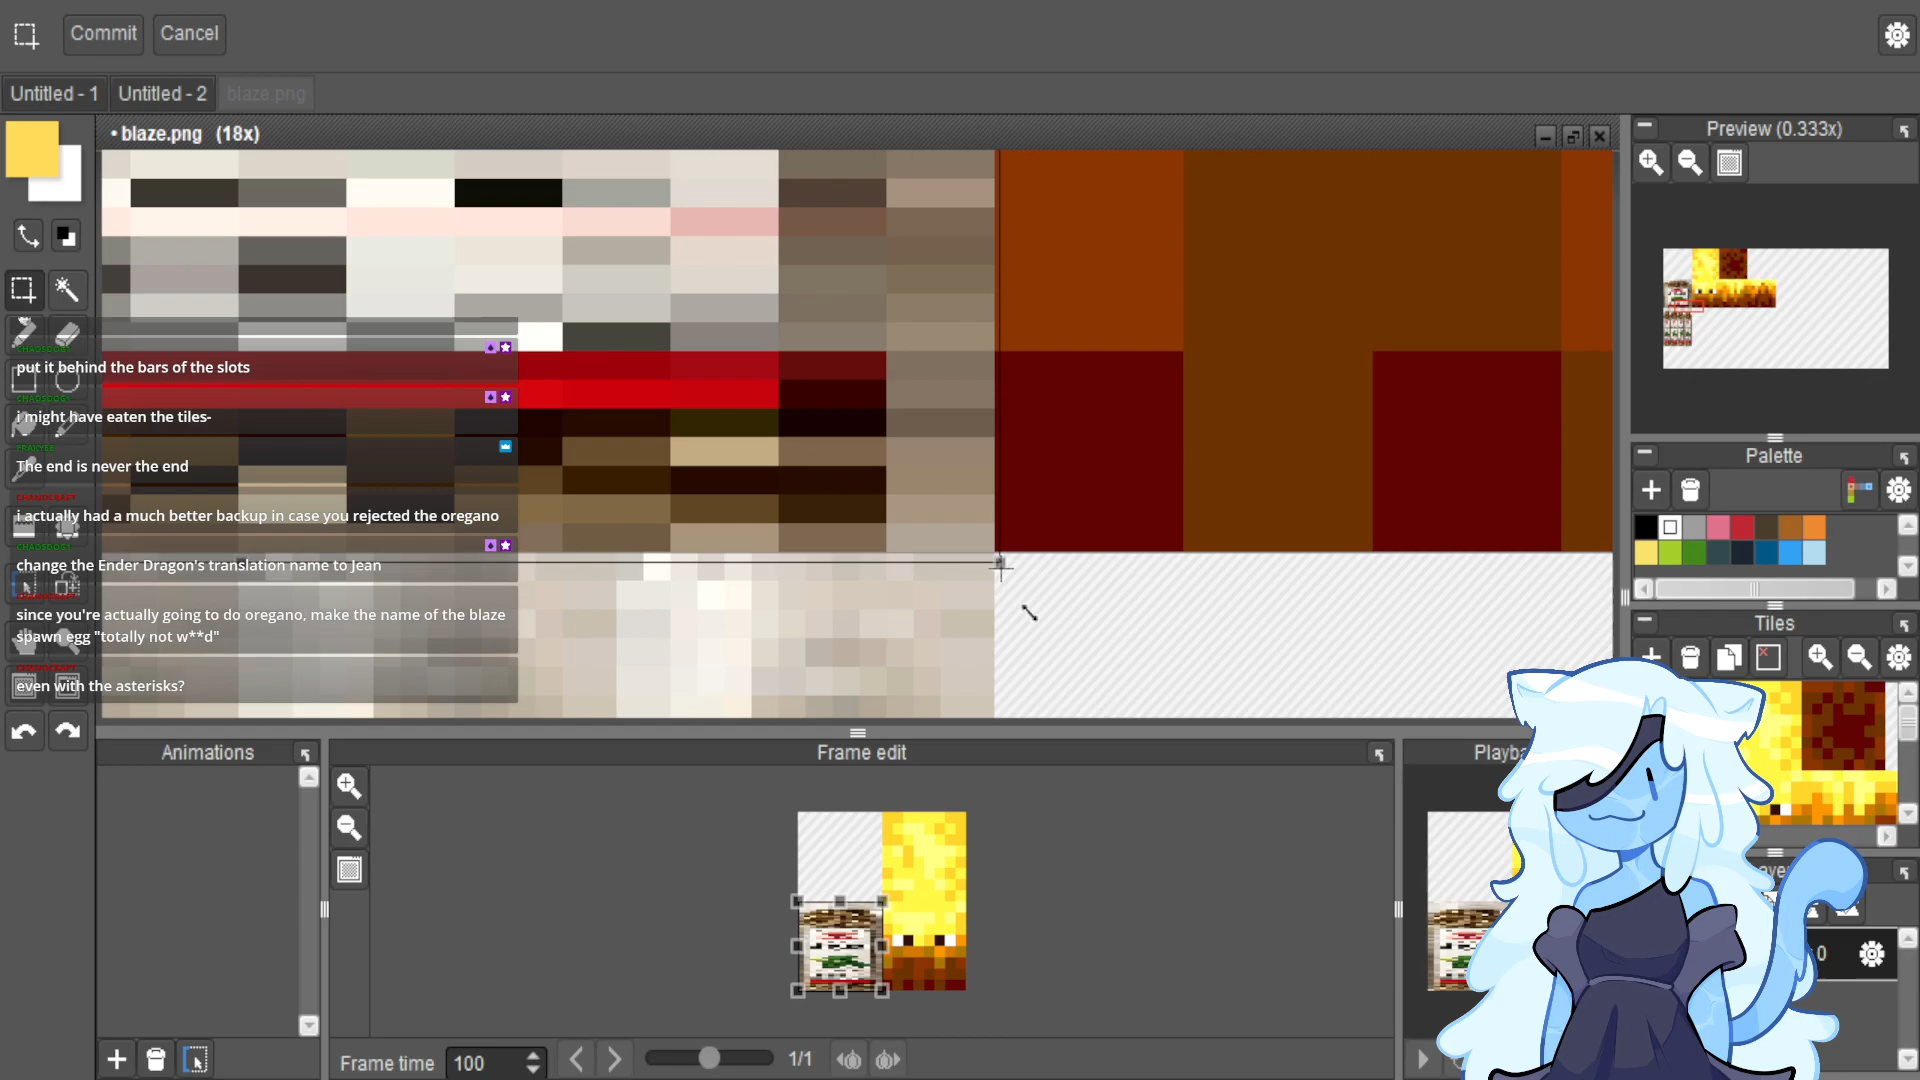 Commit
Cancel
Untitled - 1
Untitled - 2
blaze.png
• blaze.png (18x)
Preview (0.333x)
CHAOSDOG1
put it behind the bars of the slots
i might have eaten the tiles-
The end is never the end
i actually had a much better backup in case you rejected the oregano
change the Ender Dragon's translation name to Jean
since you're actually going to do oregano, make the name of the blaze
spawn egg "totally not w**d"
even with the asterisks?
Palette
Tiles
Animations
Frame edit
Playba
ayer
0
Frame time
100
1/1